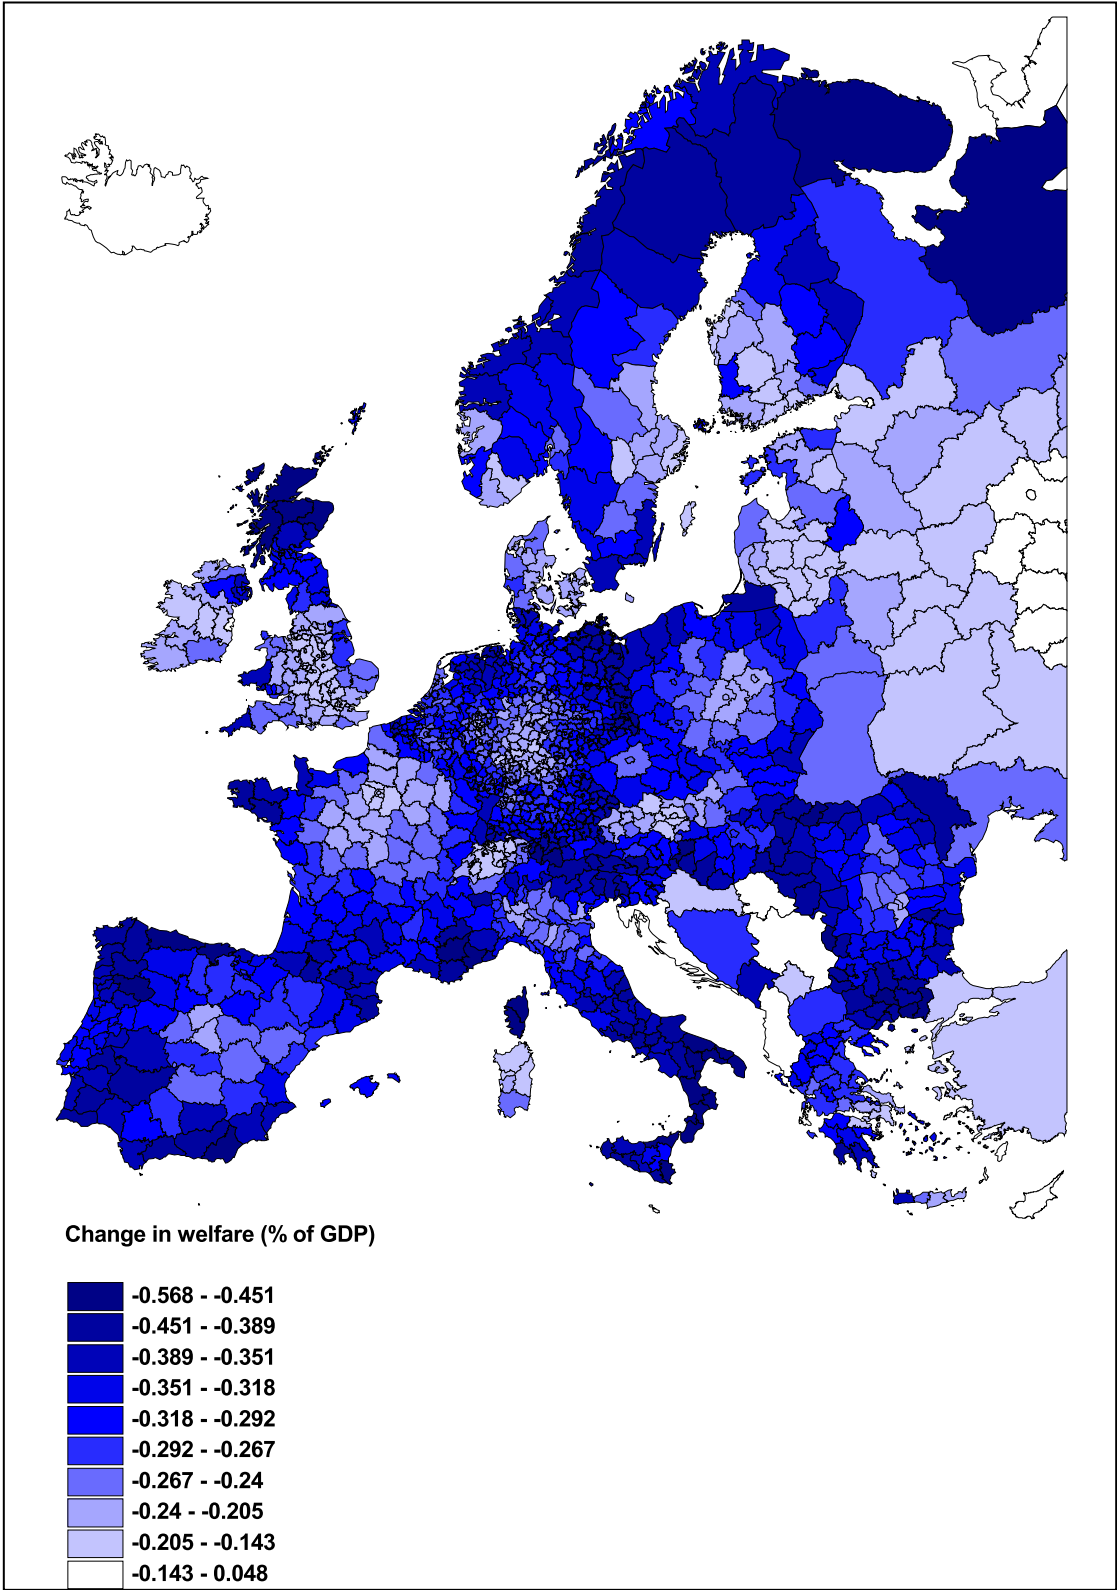 Change in welfare (% of GDP)
-0.568 - -0.451
-0.451 - -0.389
-0.389 - -0.351
-0.351 - -0.318
-0.318 - -0.292
-0.292 - -0.267
-0.267 - -0.24
-0.24 - -0.205
-0.205 - -0.143
-0.143 - 0.048